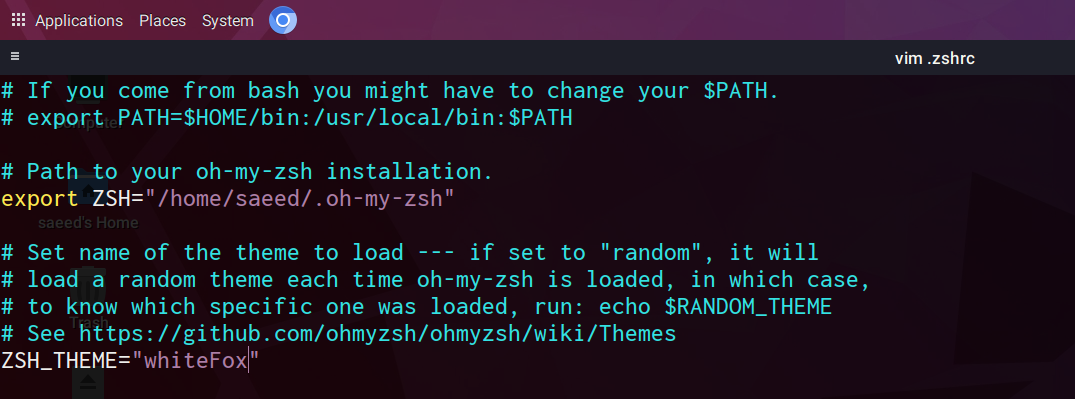 Applications Places System
vim .zshrc
# If you come from bash you might have to change your $PATH.
# export PATH=$HOME/bin:/usr/local/bin:$PATH
Computer
# Path to your oh-my-zsh installation.
export ZSH="/home/saeed/.oh-my-zsh"
saeed's Home
# Set name of the theme to load --- if set to "random", it will
# load a random theme each time oh-my-zsh is loaded, in which case,
# to know which specific one was loaded, run: echo $RANDOM_THEME
Trash
# See https://github.com/ohmyzsh/ohmyzsh/wiki/Themes
ZSH_THEME="whiteFox"